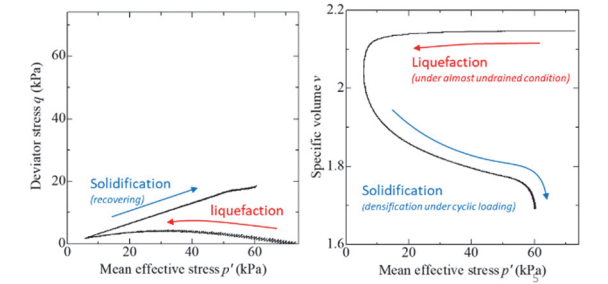 60
40
20
0
0
20
40
60
Deviator stress q (kPa)
Mean effective stress p' (kPa)
Solidification
(recovering)
liquefaction
2.2
2
1.8
1.6
0
20
40
60
Specific volume v
Mean effective stress p' (kPa)
Liquefaction
(under almost undrained condition)
Solidification
(densification under cyclic loading)
5